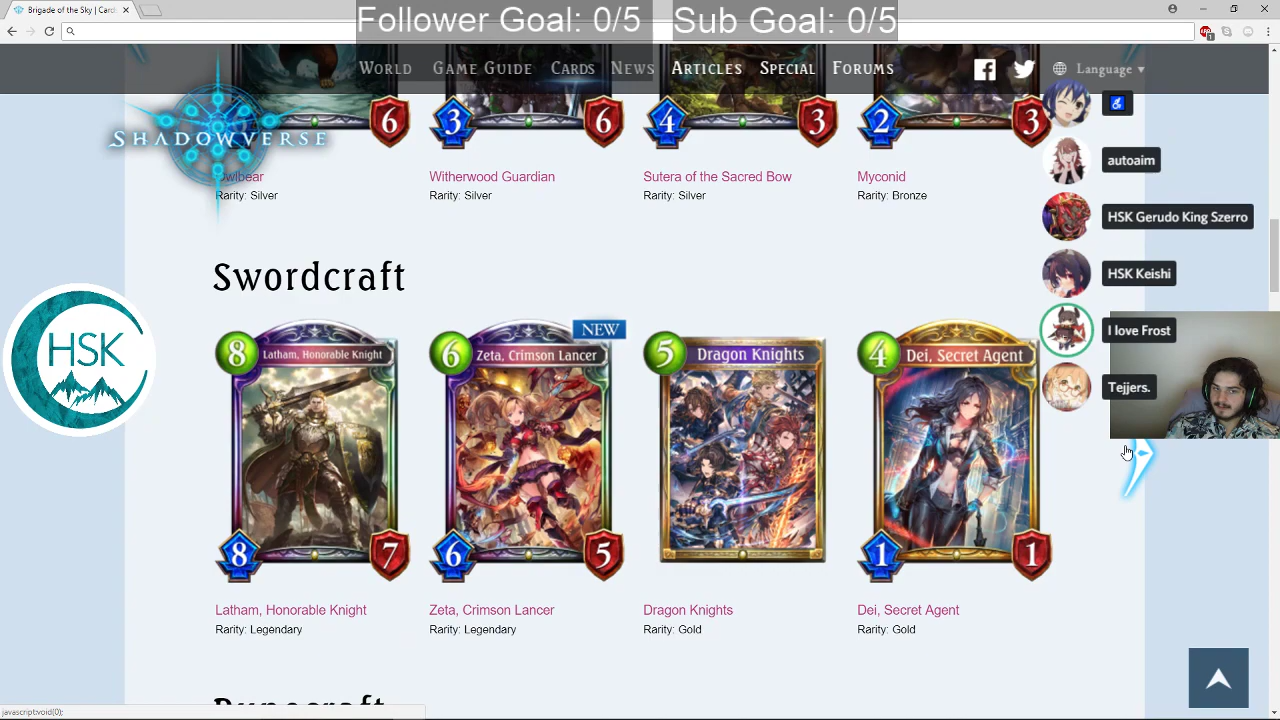 Brigade of the Sky | Card
Follower Goal: 0/5 Sub Goal: 0/5
World Game Guide Cards News Articles Special Forums Language
SHADOWVERSE
6 3 6 4 3 2 3
Owlbear Witherwood Guardian Sutera of the Sacred Bow Myconid
Rarity: Silver Rarity: Silver Rarity: Silver Rarity: Bronze
autoaim
HSK Gerudo King Szerro
HSK Keishi
I love Frost
Tejjers.
Swordcraft
HSK
NEW
8 Latham, Honorable Knight 6 Zeta, Crimson Lancer 5 Dragon Knights 4 Dei, Secret Agent
8 7 6 5 1 1
Latham, Honorable Knight Zeta, Crimson Lancer Dragon Knights Dei, Secret Agent
Rarity: Legendary Rarity: Legendary Rarity: Gold Rarity: Gold
Runecraft
javascript:void(0);